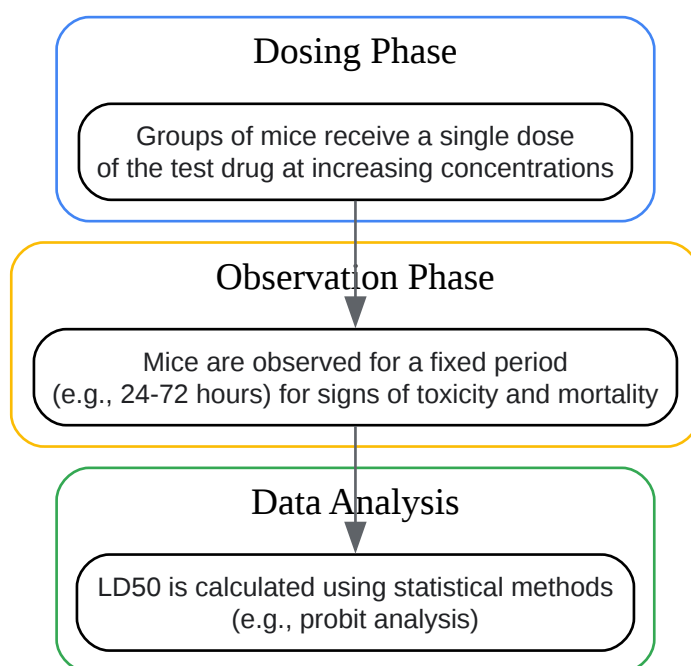 Dosing Phase
Groups of mice receive a single dose
of the test drug at increasing concentrations
Observation Phase
Mice are observed for a fixed period
(e.g., 24-72 hours) for signs of toxicity and mortality
Data Analysis
LD50 is calculated using statistical methods
(e.g., probit analysis)